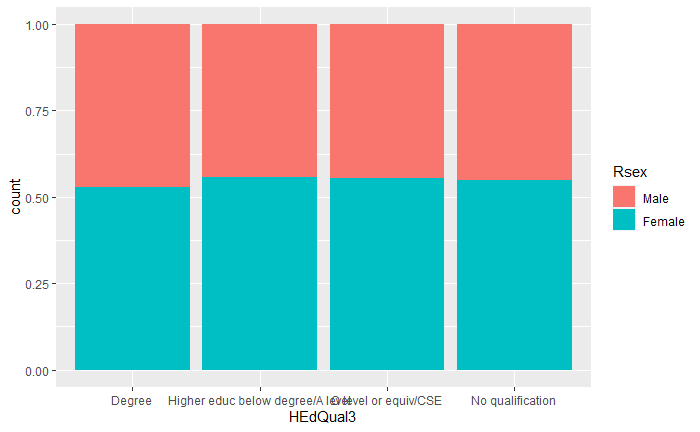 1.00
0.75
0.50
0.25
0.00
count
Degree
Higher educ below degree/A level
O level or equiv/CSE
No qualification
HEdQual3
Rsex
Male
Female